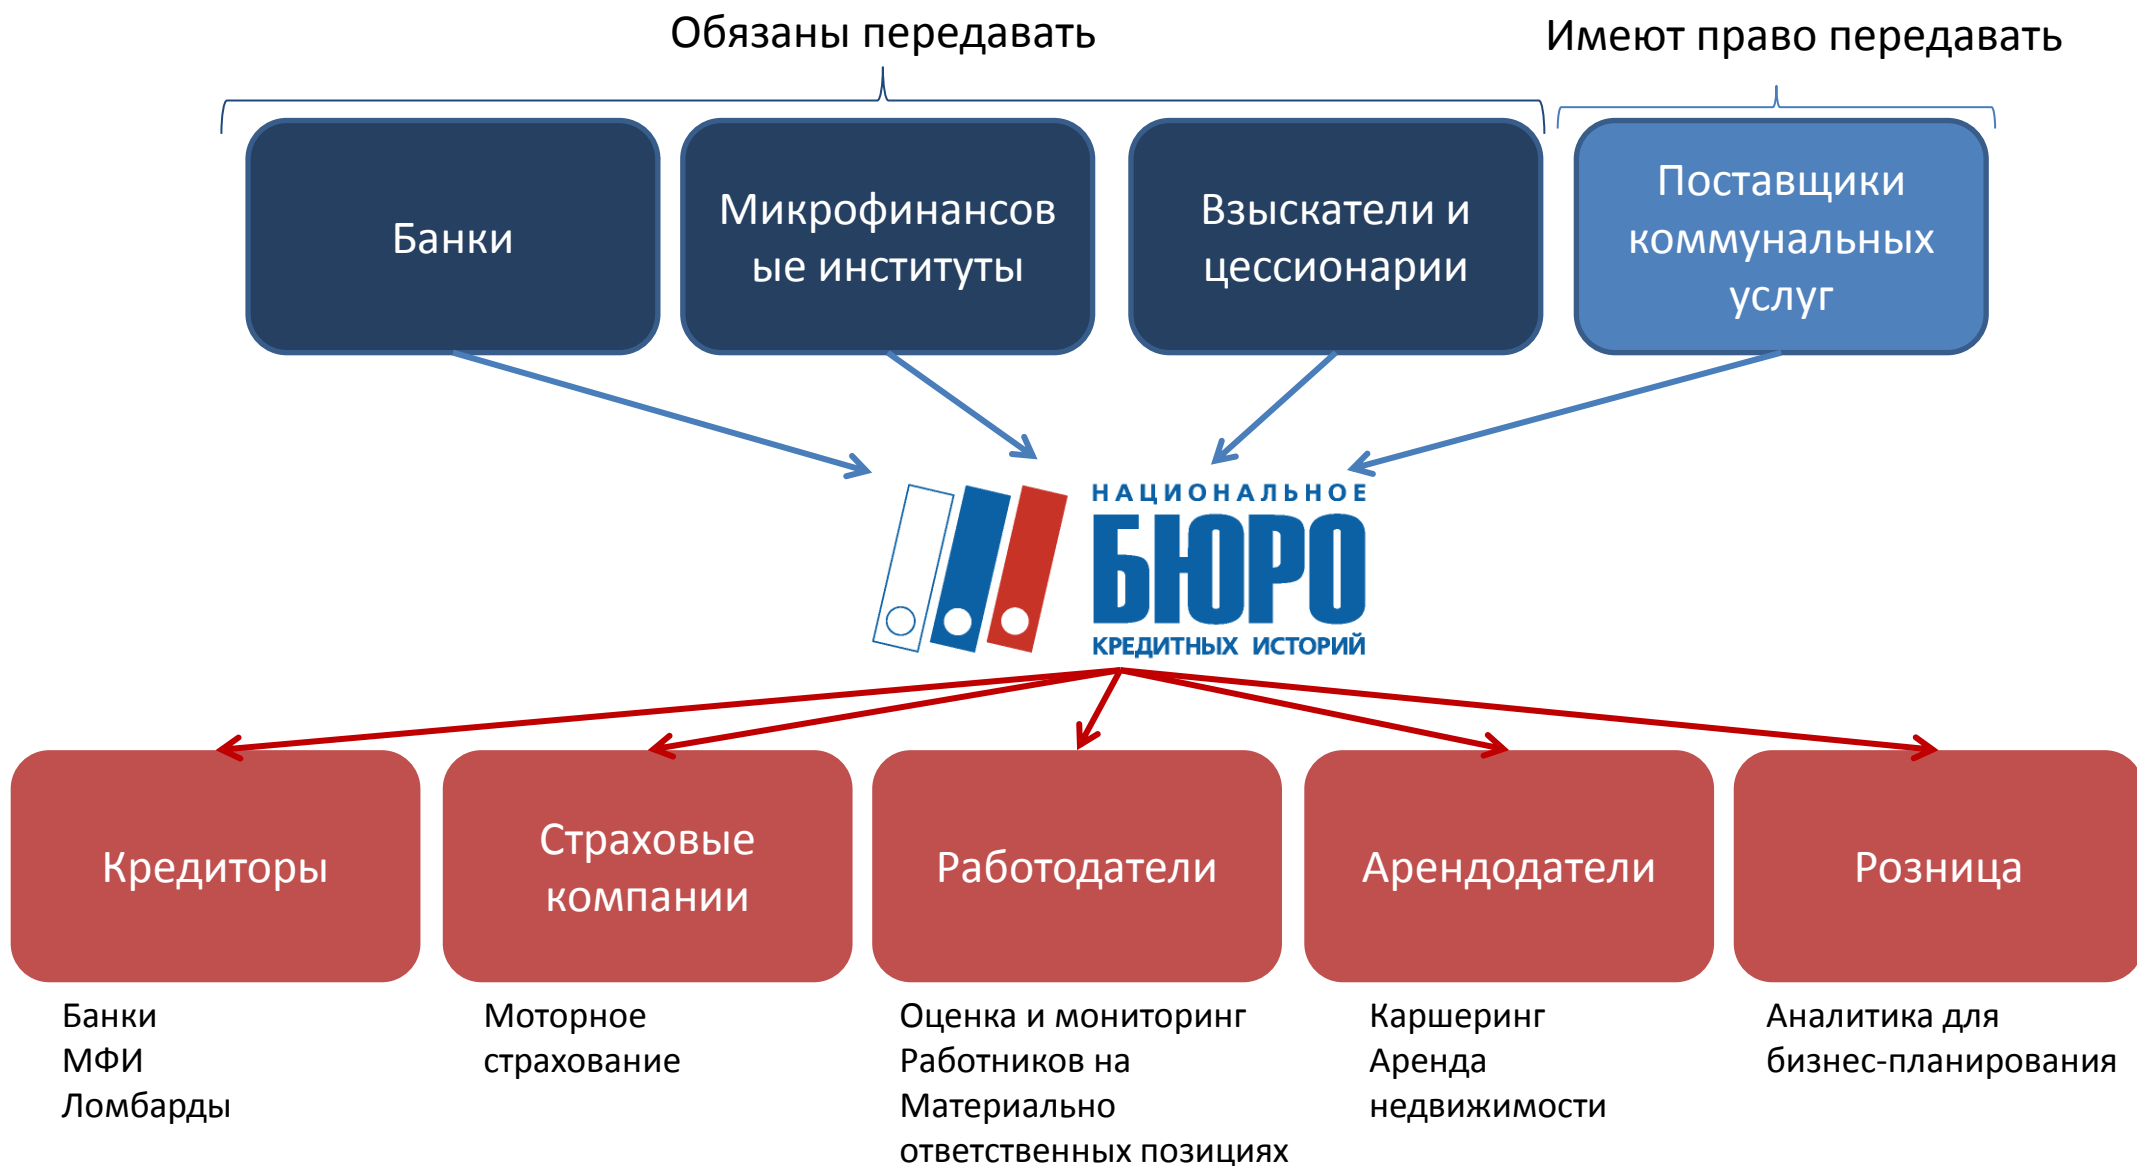 Обязаны передавать
Имеют право передавать
Банки
Микрофинансов
ые институты
Взыскатели и
цессионарии
Поставщики
коммунальных
услуг
НАЦИОНАЛЬНОЕ
БЮРО
КРЕДИТНЫХ ИСТОРИЙ
Кредиторы
Страховые
компании
Работодатели
Арендодатели
Розница
Банки
МФИ
Ломбарды
Моторное
страхование
Оценка и мониторинг
Работников на
Материально
ответственных позициях
Каршеринг
Аренда
недвижимости
Аналитика для
бизнес-планирования